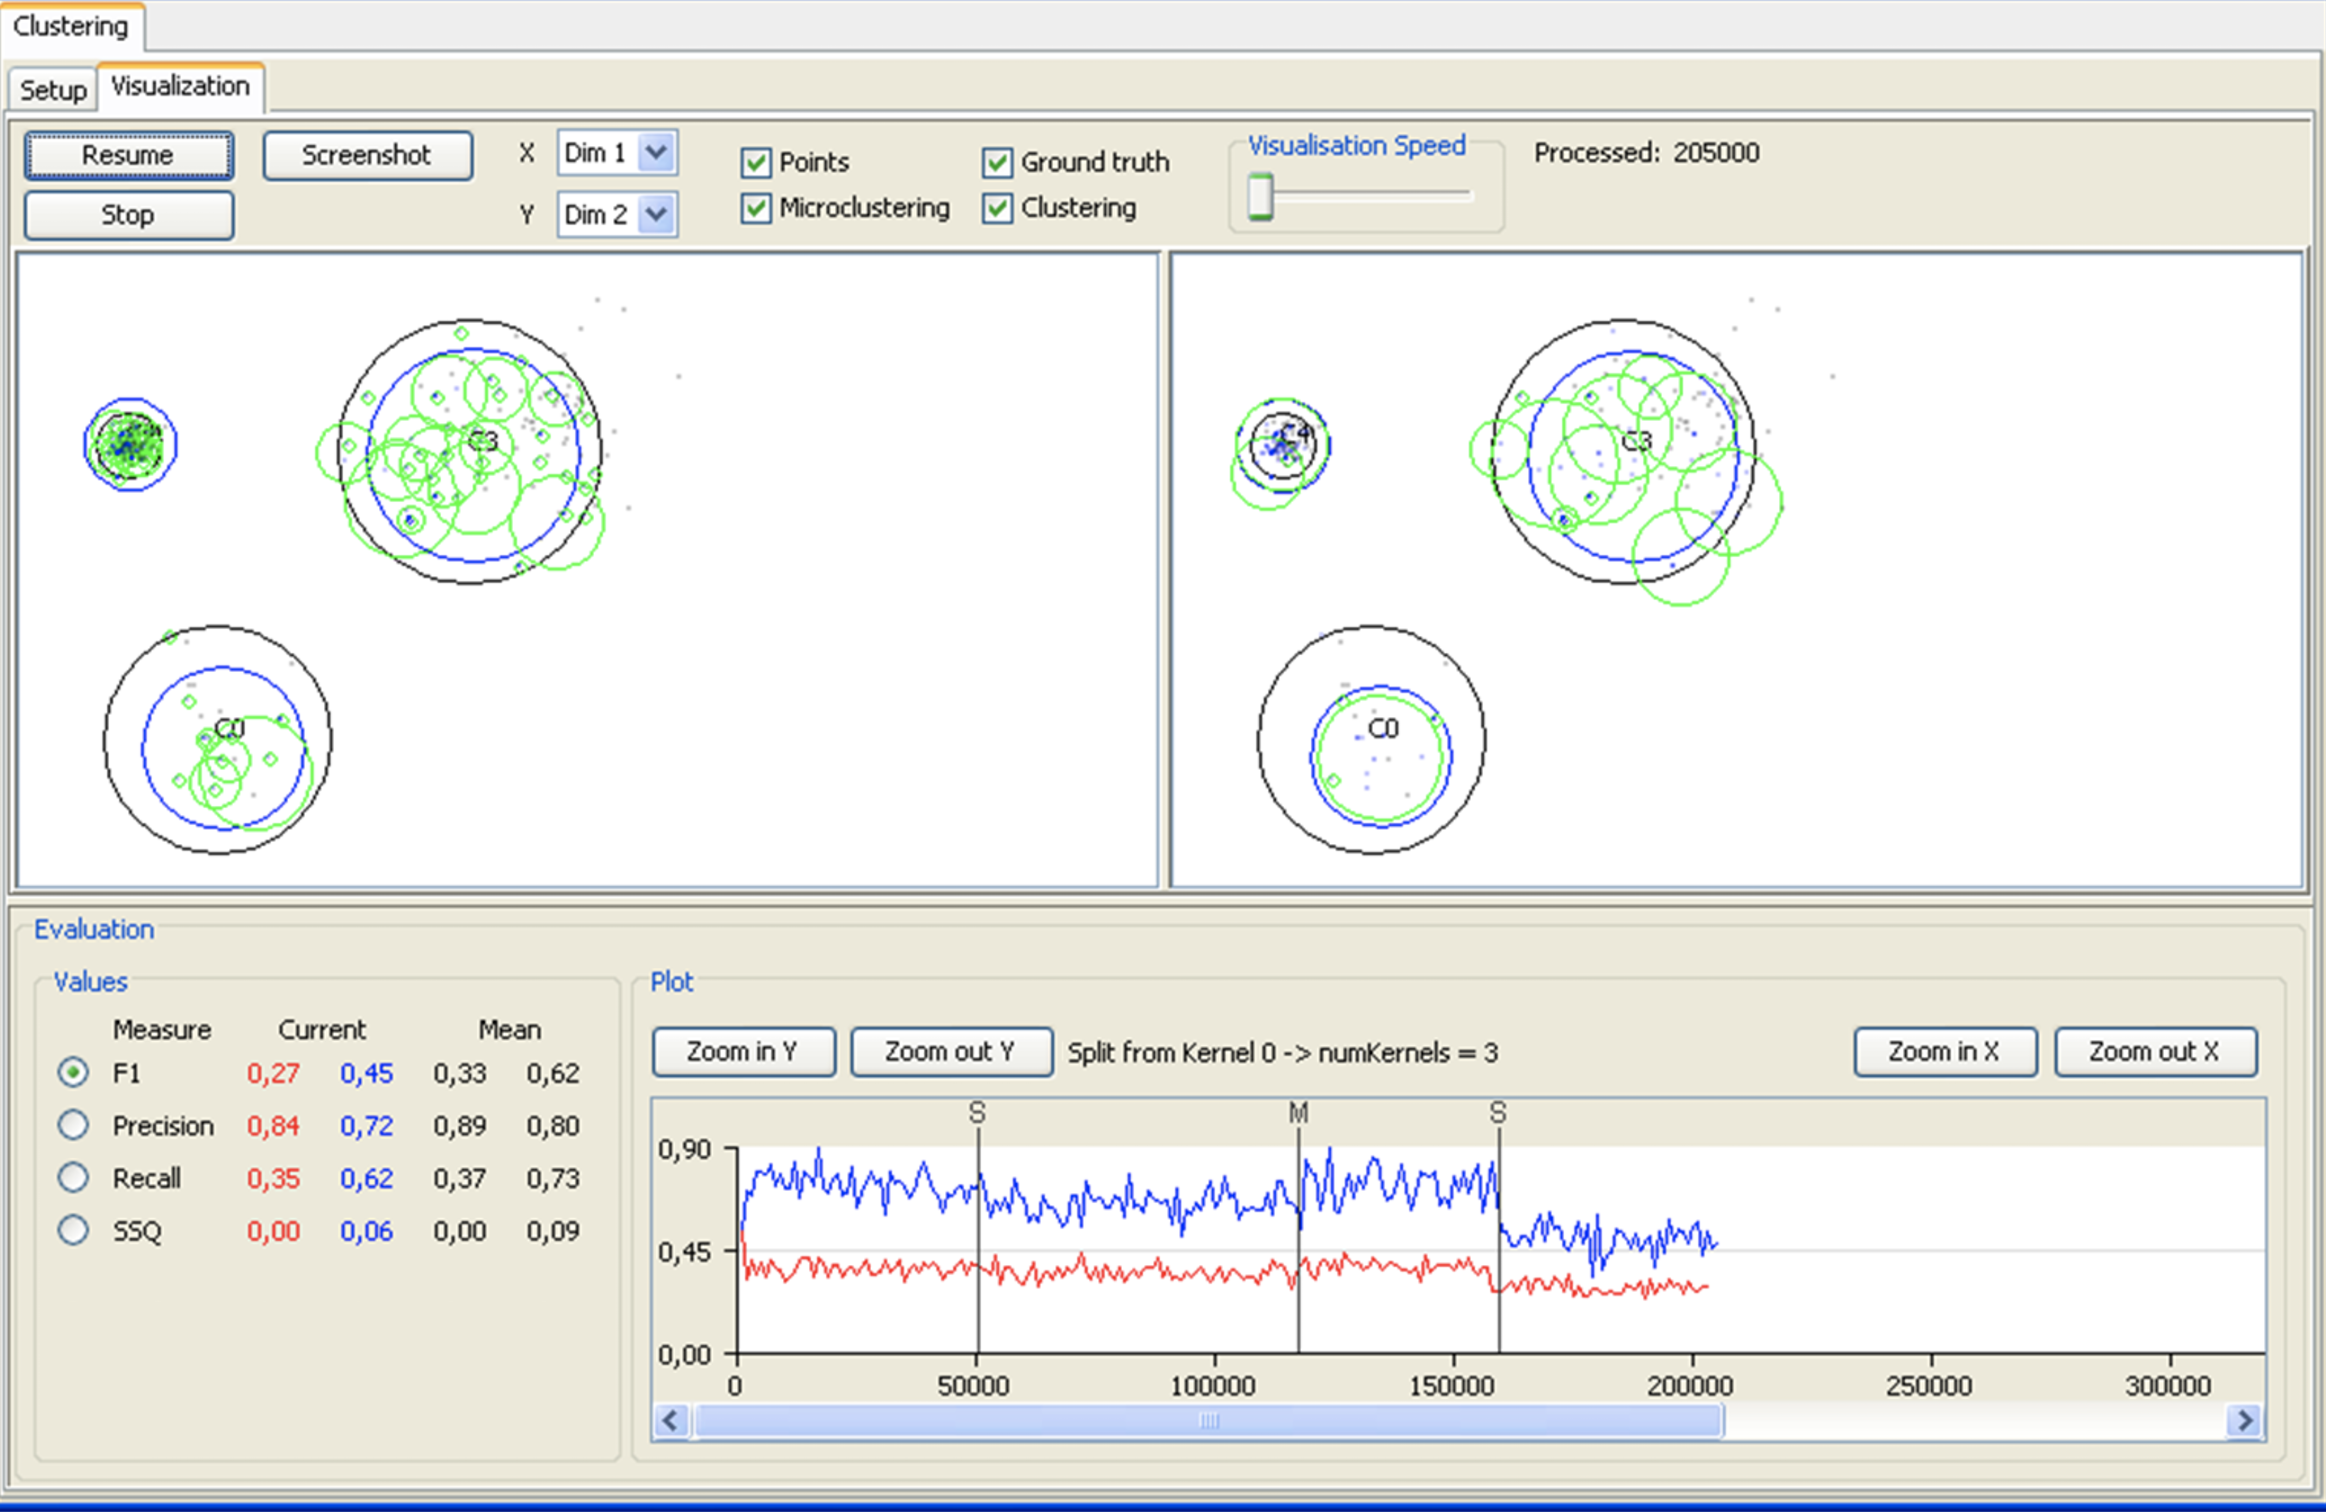 Clustering
Setup Visualization
Resume Screenshot X Dim 1 Points Ground truth Visualisation Speed Processed: 205000
Stop Y Dim 2 Microclustering Clustering
C3
C0
C4
C3
C0
Evaluation
Values
Measure Current Mean
F1 0,27 0,45 0,33 0,62
Precision 0,84 0,72 0,89 0,80
Recall 0,35 0,62 0,37 0,73
SSQ 0,00 0,06 0,00 0,09
Plot
Zoom in Y Zoom out Y Split from Kernel 0 -> numKernels = 3 Zoom in X Zoom out X
S M S
0,90
0,45
0,00
0 50000 100000 150000 200000 250000 300000